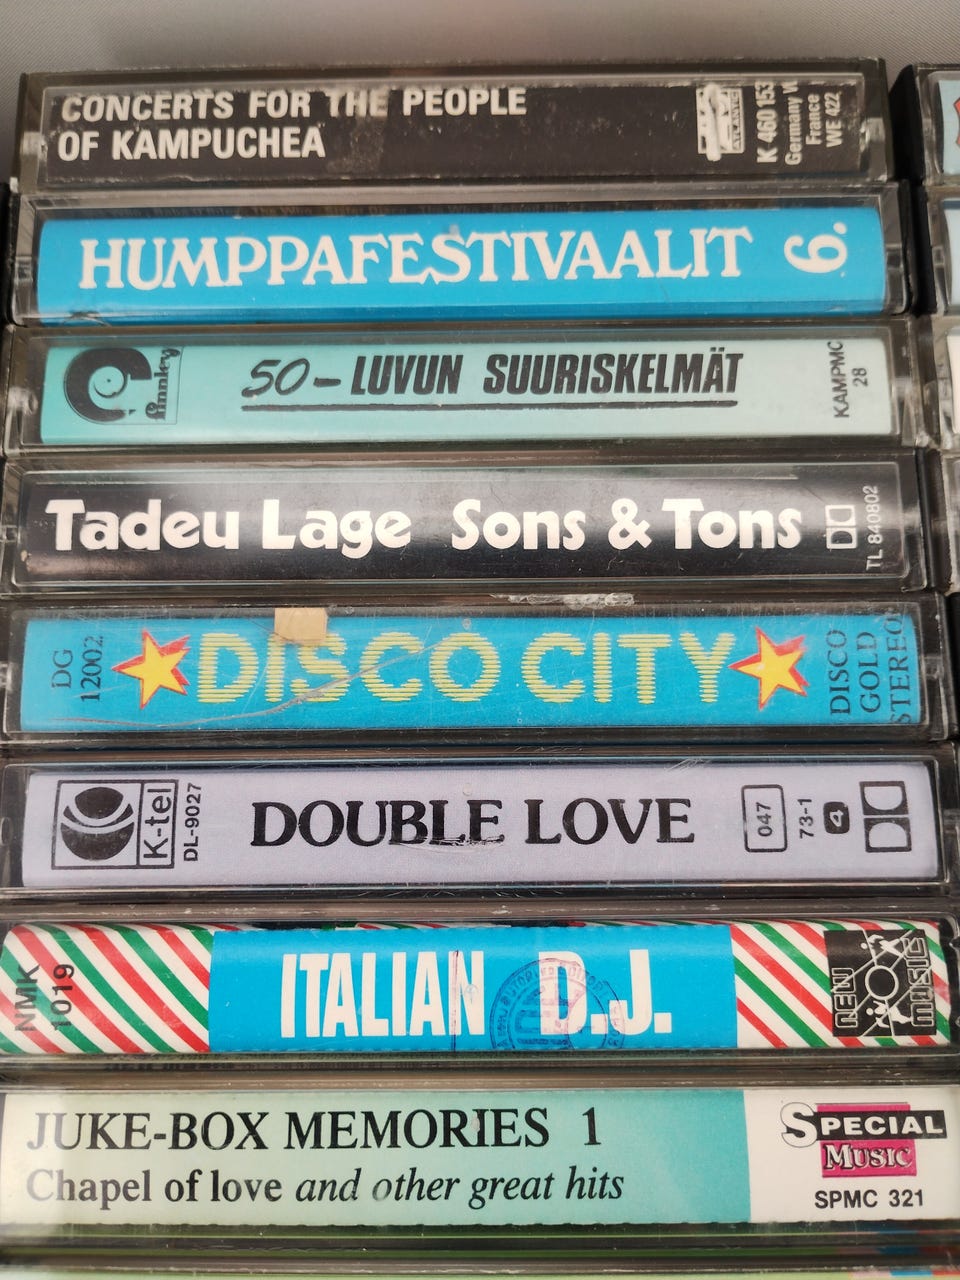 CONCERTS FOR THE PEOPLE
OF KAMPUCHEA
ATLANTIC
K 460 153
Germany W
France
WE 422
HUMPPAFESTIVAALIT 6.
finnley
50-LUVUN SUURISKELMÄT
KAMPMC
28
Tadeu Lage Sons & Tons
TL 840802
DG
12002
DISCO CITY
DISCO
GOLD
STEREO
K-tel
DL-9027
DOUBLE LOVE
047
73-1
4
NMK
1019
ITALIAN D.J.
NEW
MUSIC
JUKE-BOX MEMORIES 1
Chapel of love and other great hits
SPECIAL
MUSIC
SPMC 321